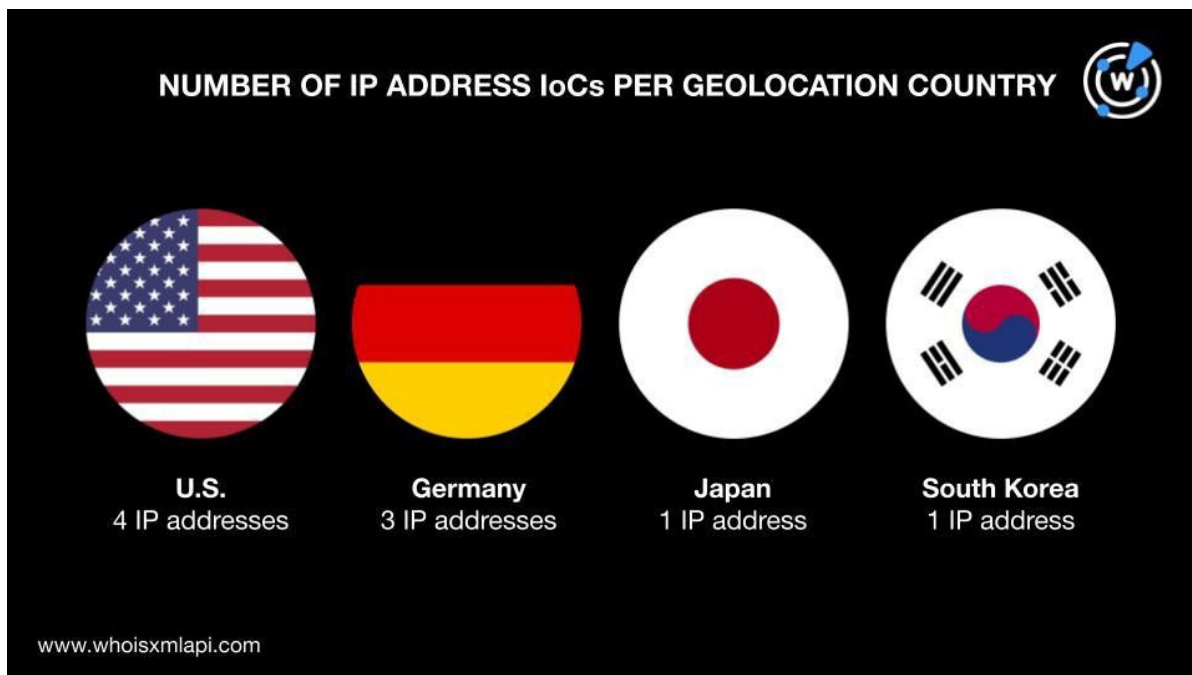 NUMBER OF IP ADDRESS IoCs PER GEOLOCATION COUNTRY
W
U.S.
4 IP addresses
Germany
3 IP addresses
Japan
1 IP address
South Korea
1 IP address
www.whoisxmlapi.com